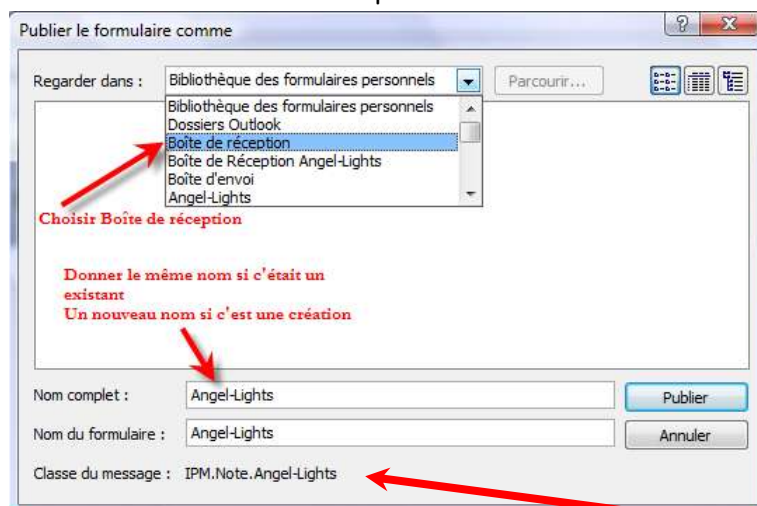 Publier le formulaire comme
Regarder dans :
Bibliothèque des formulaires personnels
Parcourir...
Bibliothèque des formulaires personnels
Dossiers Outlook
Boîte de réception
Boîte de Réception Angel-Lights
Boîte d'envoi
Angel-Lights
Choisir Boîte de réception
Donner le même nom si c'était un
existant
Un nouveau nom si c'est une création
Nom complet :
Angel-Lights
Publier
Nom du formulaire :
Angel-Lights
Annuler
Classe du message :
IPM.Note.Angel-Lights